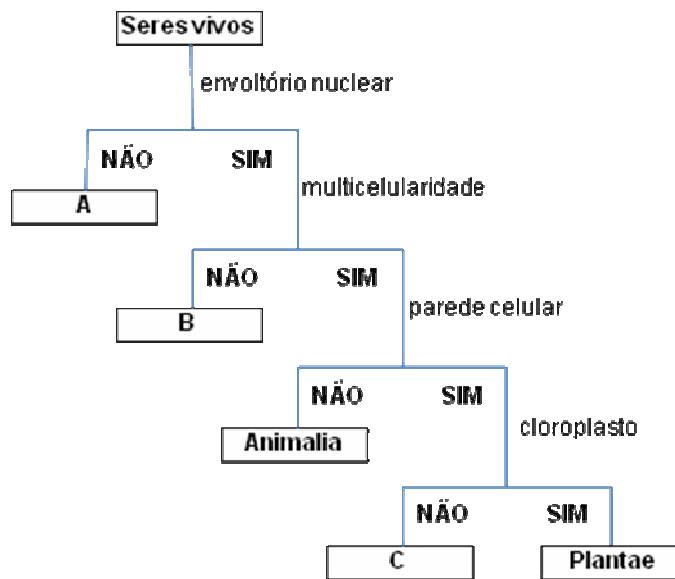 Seres vivos
envoltório nuclear
NÃO SIM
A
multicelularidade
NÃO SIM
B
parede celular
NÃO SIM
Animalia
cloroplasto
NÃO SIM
C Plantae